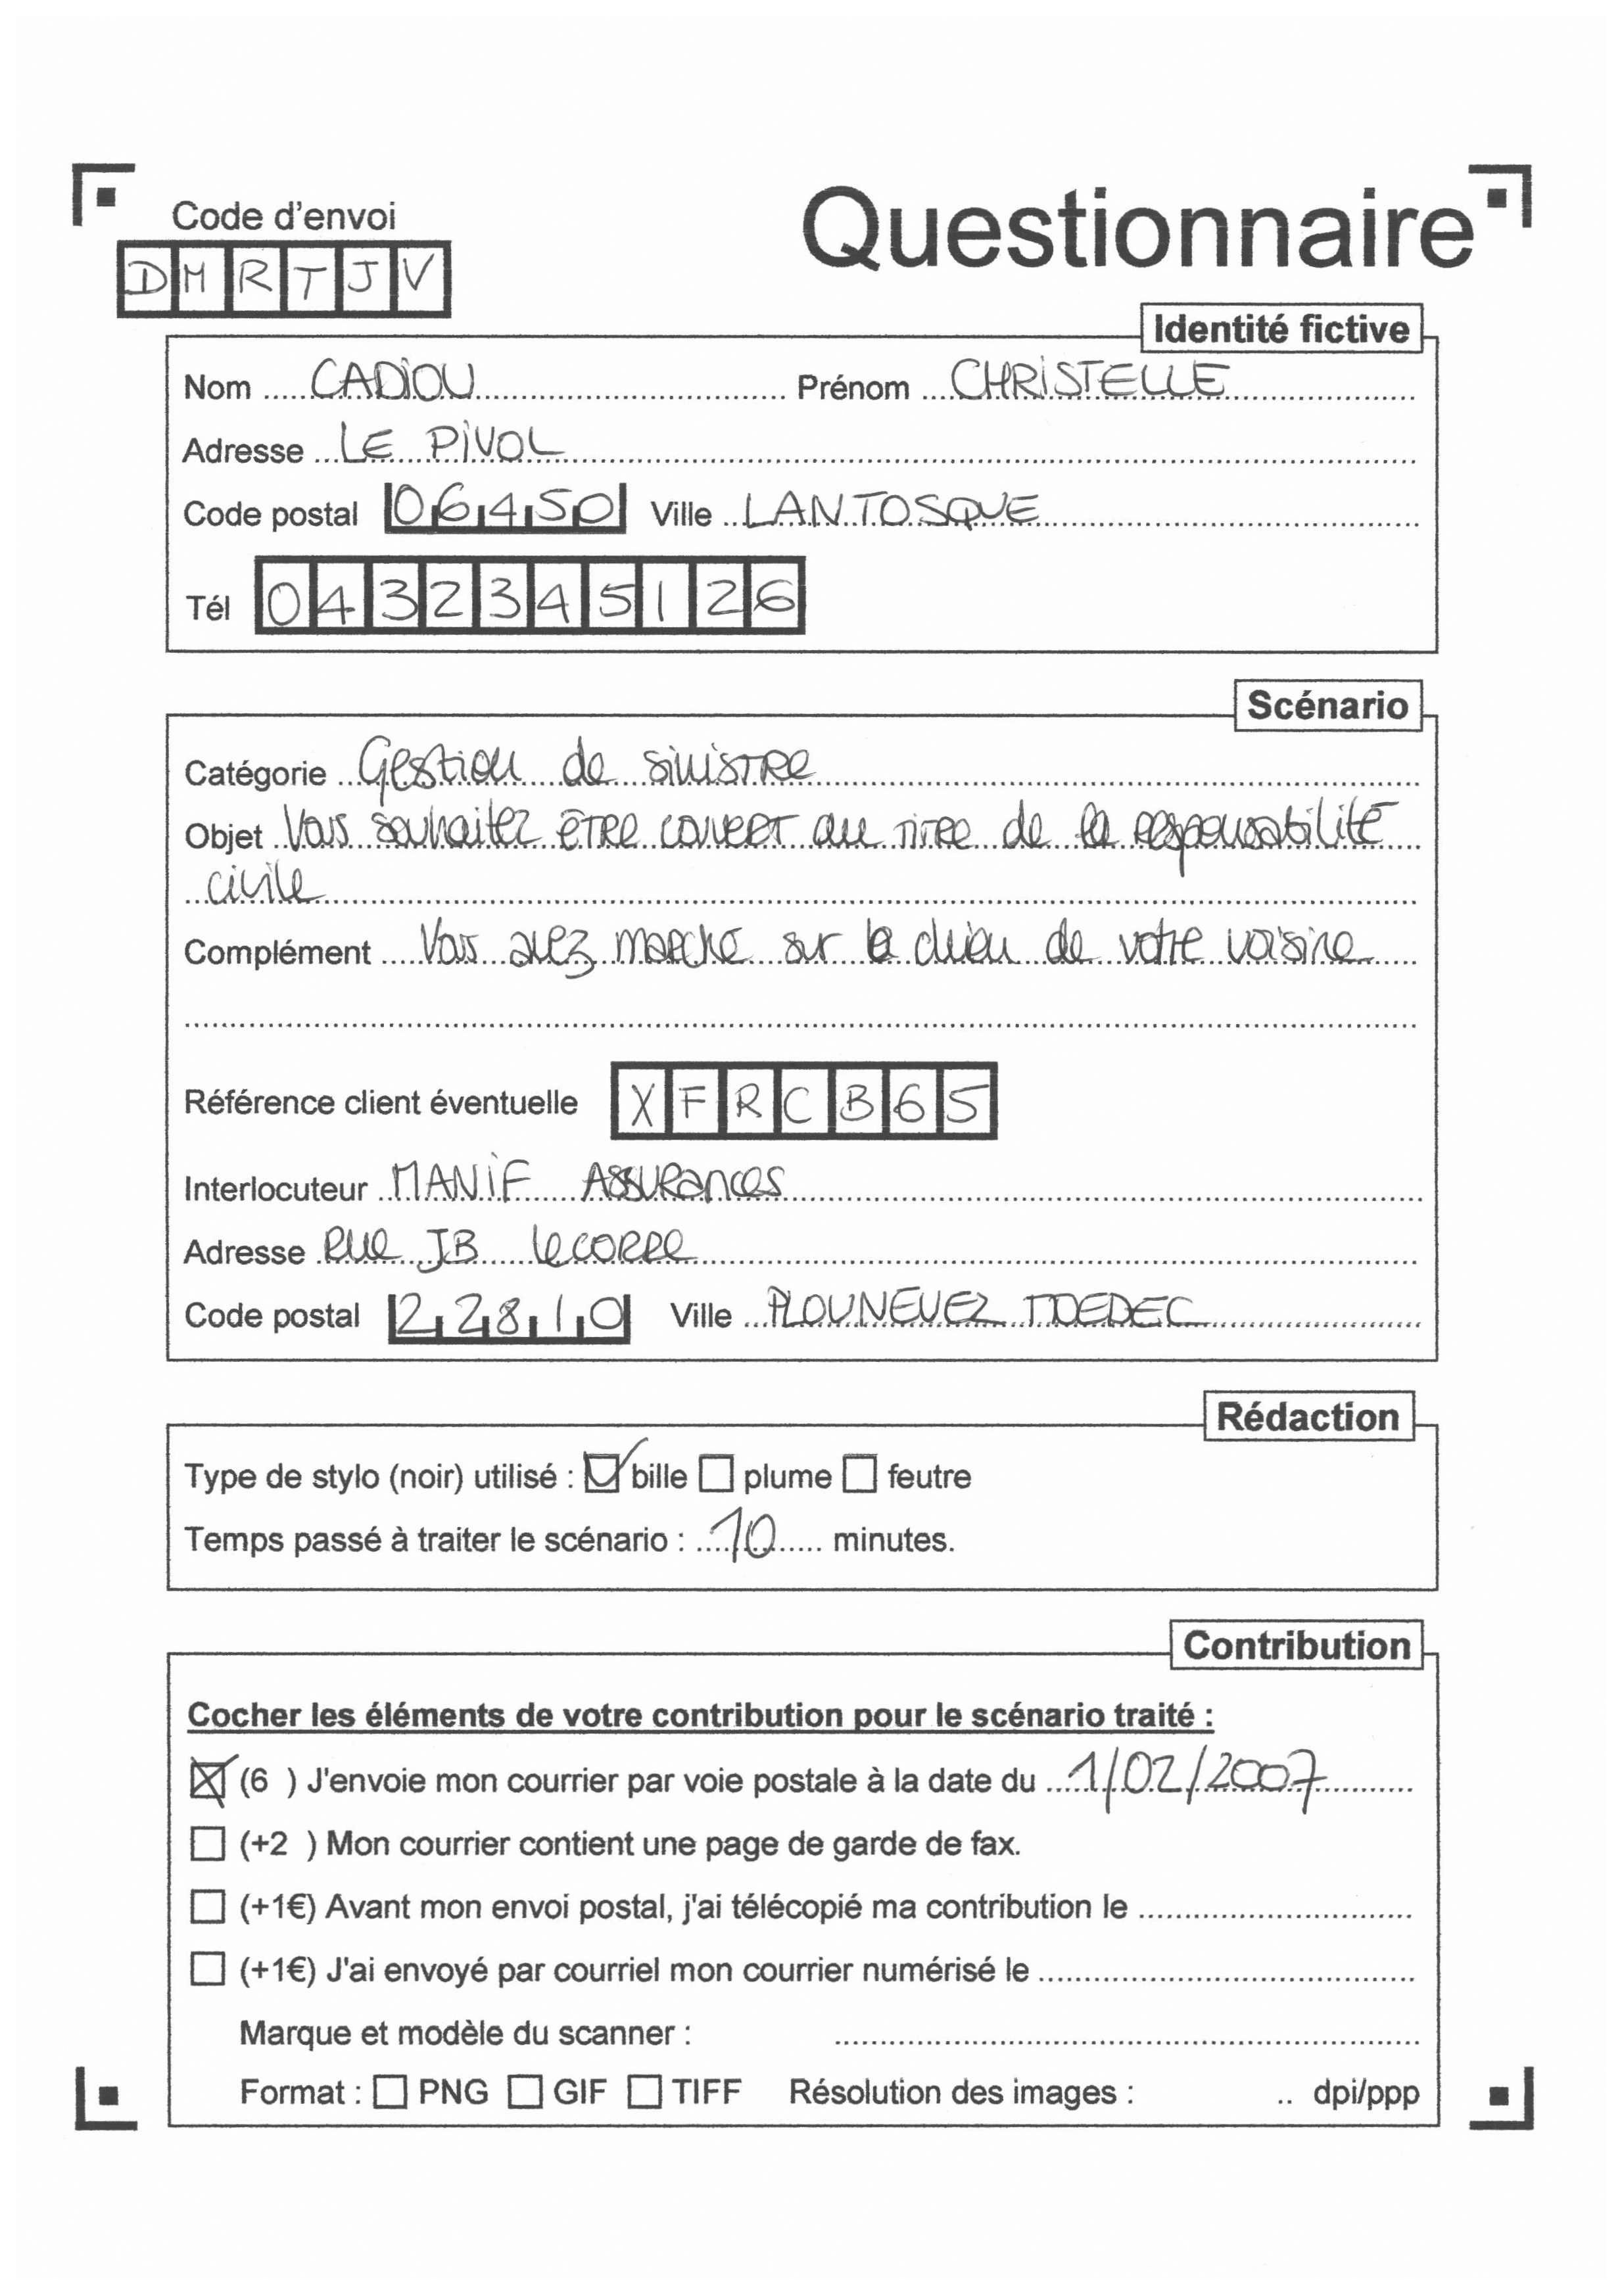 Code d'envoi
Questionnaire
DMRTJV
Identité fictive
Nom CADIOU Prénom CHRISTELLE
Adresse LE PIVOL
Code postal 06450 Ville LANTOSQUE
Tél 0432345126
Scénario
Catégorie Gestion de sinistre
Objet Vous souhaitez être couvert au titre de la responsabilité
civile
Complément Vous avez marché sur le chien de votre voisine
Référence client éventuelle XFRCB65
Interlocuteur MANIF Assurances
Adresse Rue JB Lecorre
Code postal 22810 Ville PLOUNEVEZ MOEDEC
Rédaction
Type de stylo (noir) utilisé : bille plume feutre
Temps passé à traiter le scénario : 10 minutes.
Contribution
Cocher les éléments de votre contribution pour le scénario traité :
(6 ) J'envoie mon courrier par voie postale à la date du 1/02/2007
(+2 ) Mon courrier contient une page de garde de fax.
(+1€) Avant mon envoi postal, j'ai télécopié ma contribution le
(+1€) J'ai envoyé par courriel mon courrier numérisé le
Marque et modèle du scanner :
Format : PNG GIF TIFF Résolution des images : .. dpi/ppp